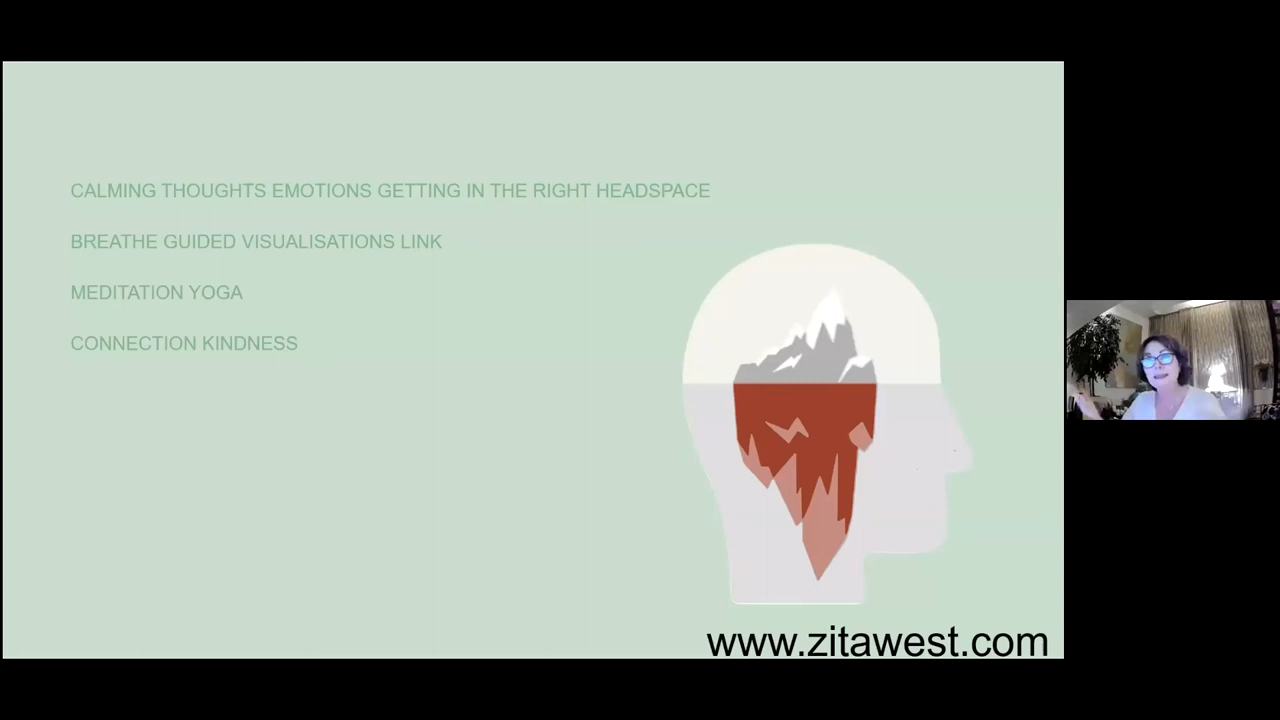 CALMING THOUGHTS EMOTIONS GETTING IN THE RIGHT HEADSPACE
BREATHE GUIDED VISUALISATIONS LINK
MEDITATION YOGA
CONNECTION KINDNESS
www.zitawest.com